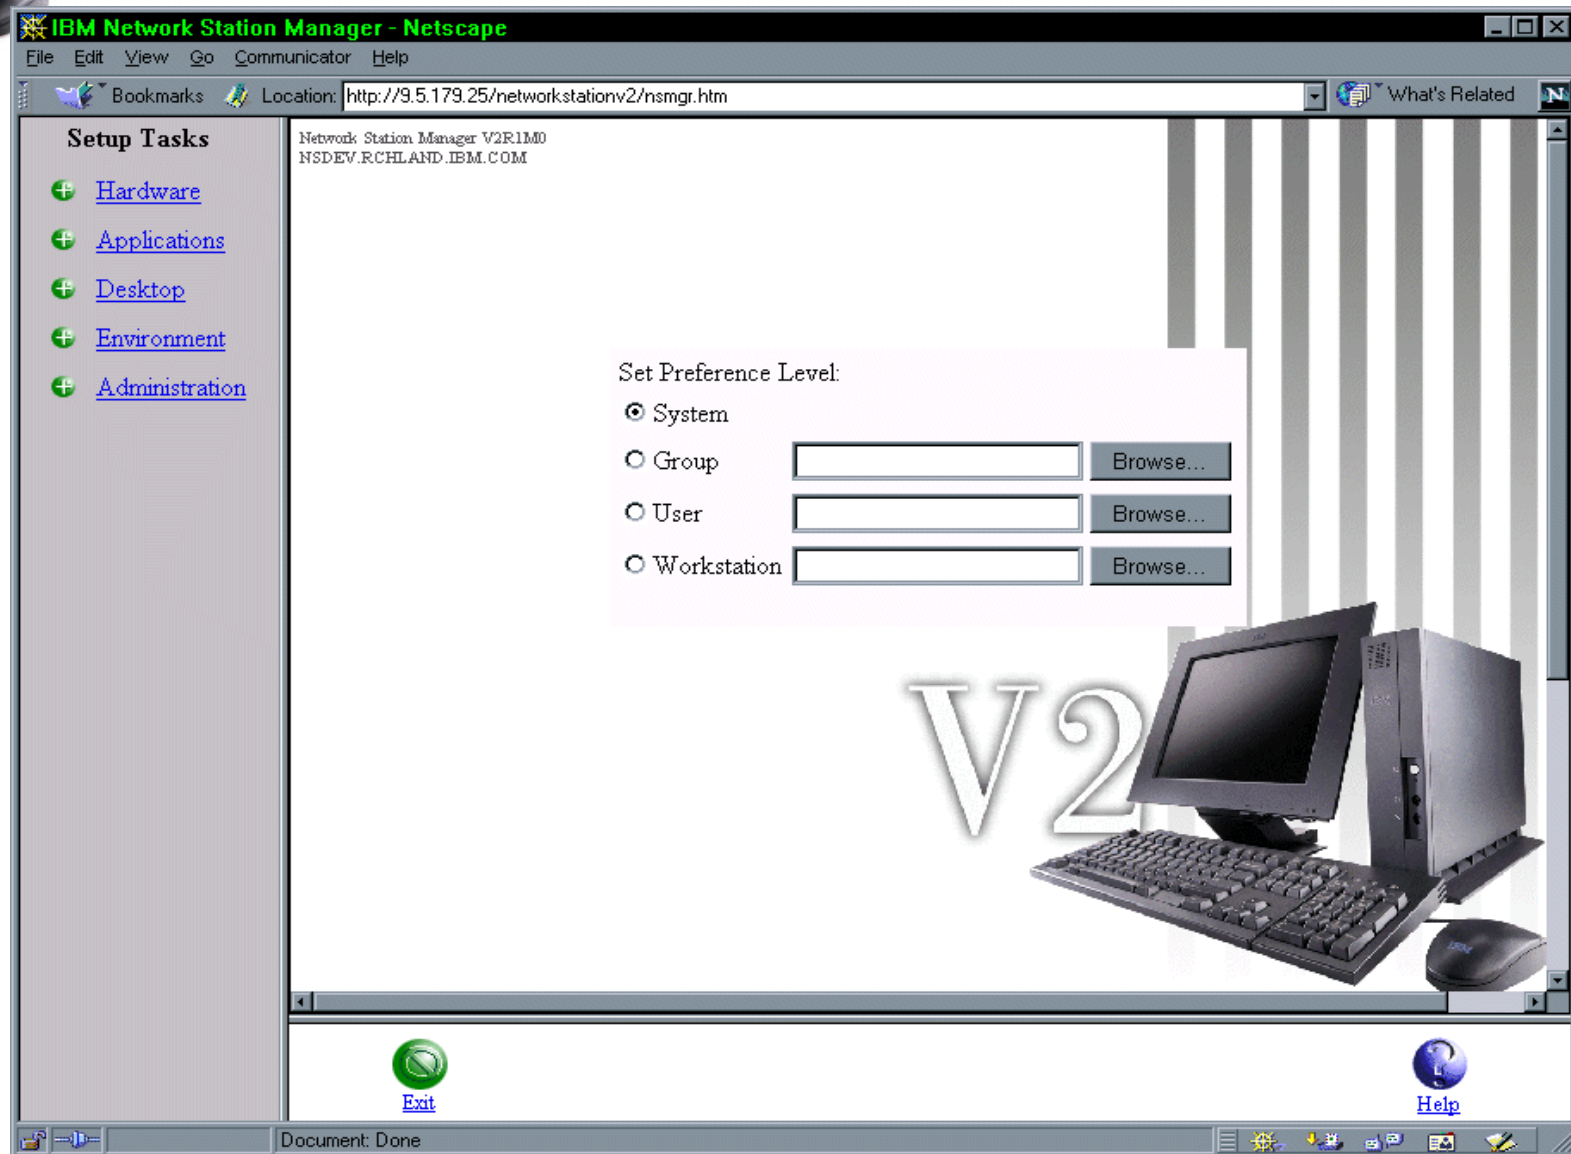 IBM Network Station Manager - Netscape
File Edit View Go Communicator Help
Bookmarks Location: http://9.5.179.25/networkstationv2/nsmgr.htm What's Related N
Setup Tasks
Hardware
Applications
Desktop
Environment
Administration
Network Station Manager V2R1M0
NSDEV.RCHLAND.IBM.COM
Set Preference Level:
System
Group Browse...
User Browse...
Workstation Browse...
V2
IBM
Exit
Help
Document: Done